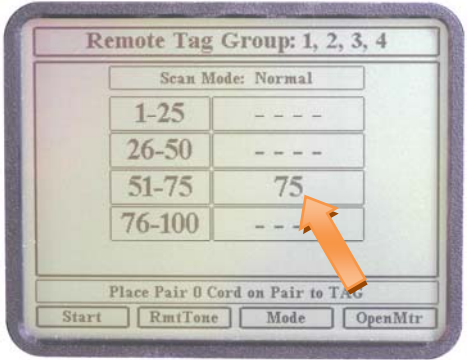 Remote Tag Group: 1, 2, 3, 4
Scan Mode: Normal
1-25 - - - -
26-50 - - - -
51-75 75
76-100 - - -
Place Pair 0 Cord on Pair to TAG
Start RmtTone Mode OpenMtr